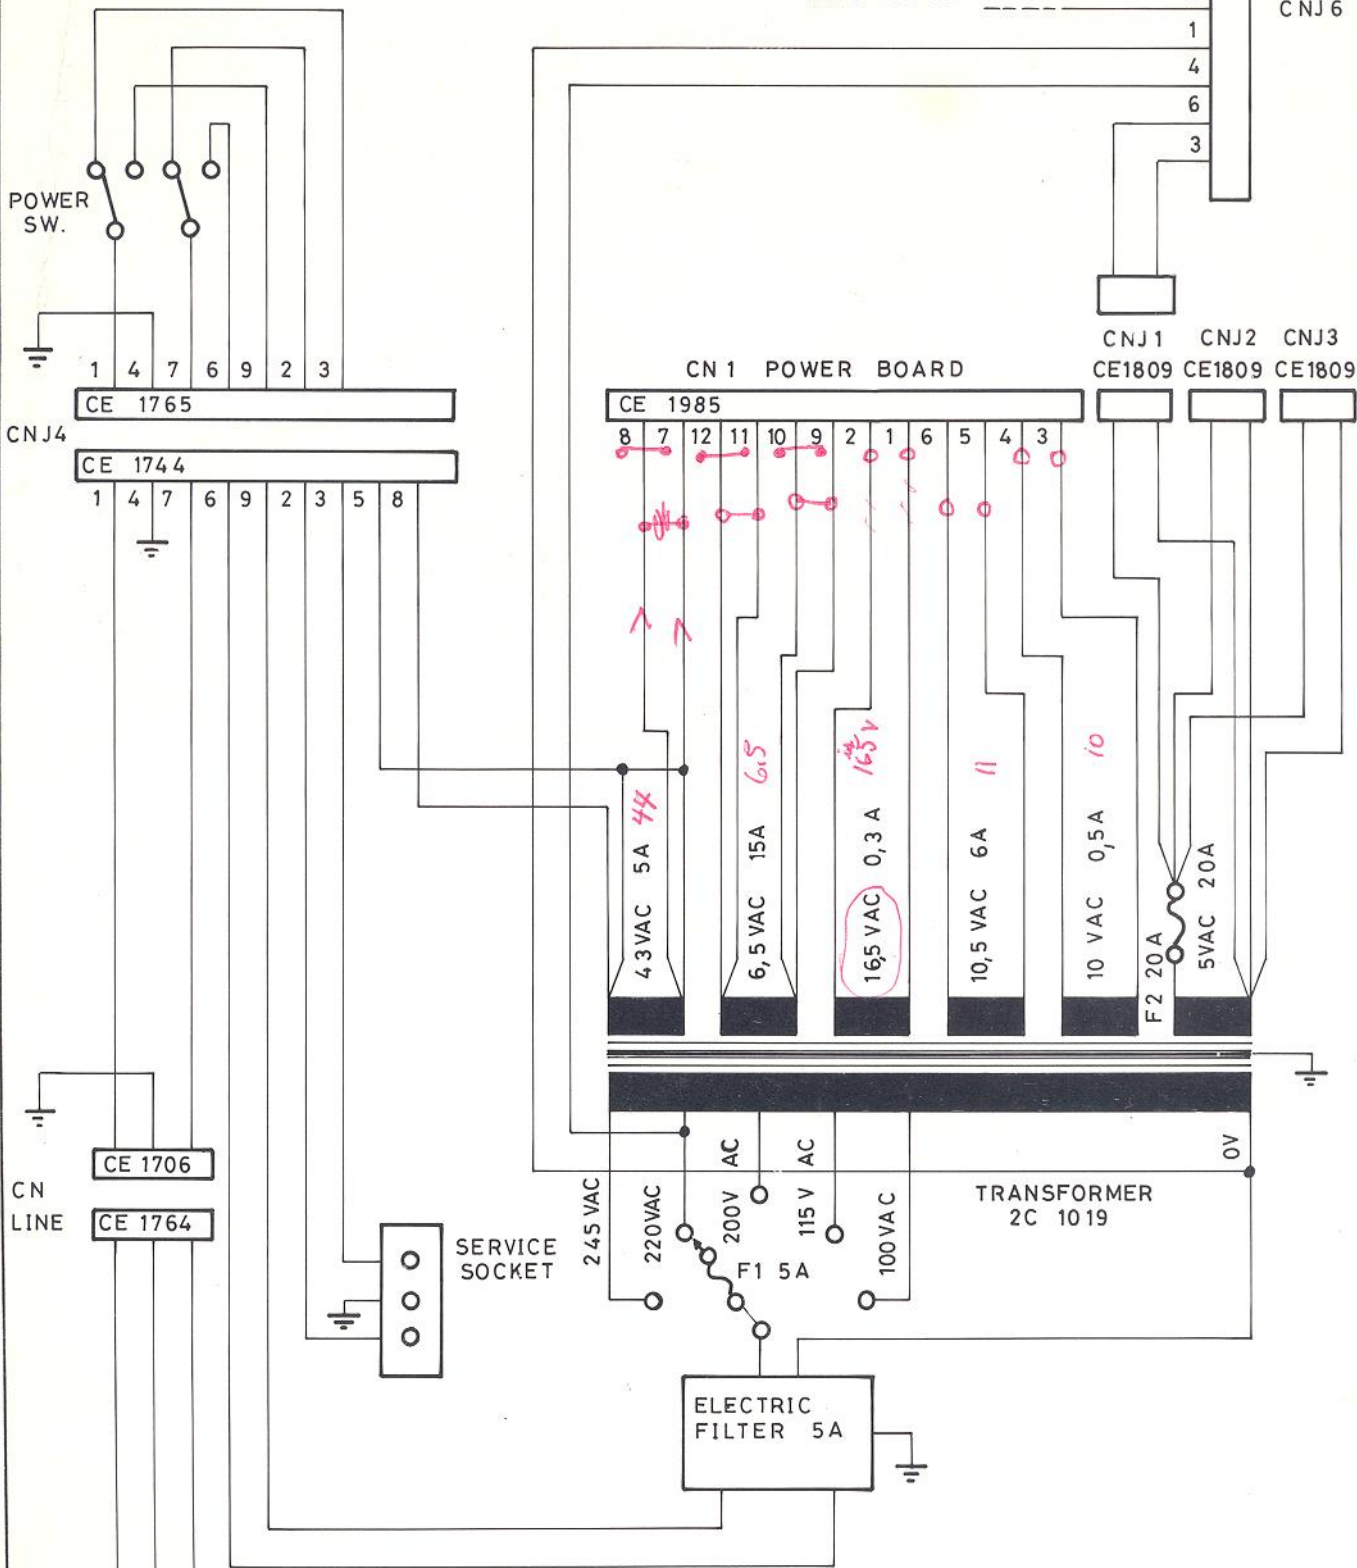 CNJ6
1
4
6
3
POWER
SW.
1 4 7 6 9 2 3
CE 1765
CNJ4
CE 1744
1 4 7 6 9 2 3 5 8
CNJ1 CNJ2 CNJ3
CE1809 CE1809 CE1809
CN1 POWER BOARD
CE 1985
8 7 12 11 10 9 2 1 6 5 4 3
44
6.5
165 V
11
10
43VAC 5A
6,5VAC 15A
16,5 VAC 0,3 A
10,5 VAC 6A
10 VAC 0,5A
F2 20A
5VAC 20A
CE 1706
CN
LINE
CE 1764
SERVICE
SOCKET
245 VAC
220VAC
200V AC
115V AC
100VAC
0V
F1 5A
TRANSFORMER
2C 1019
ELECTRIC
FILTER 5A